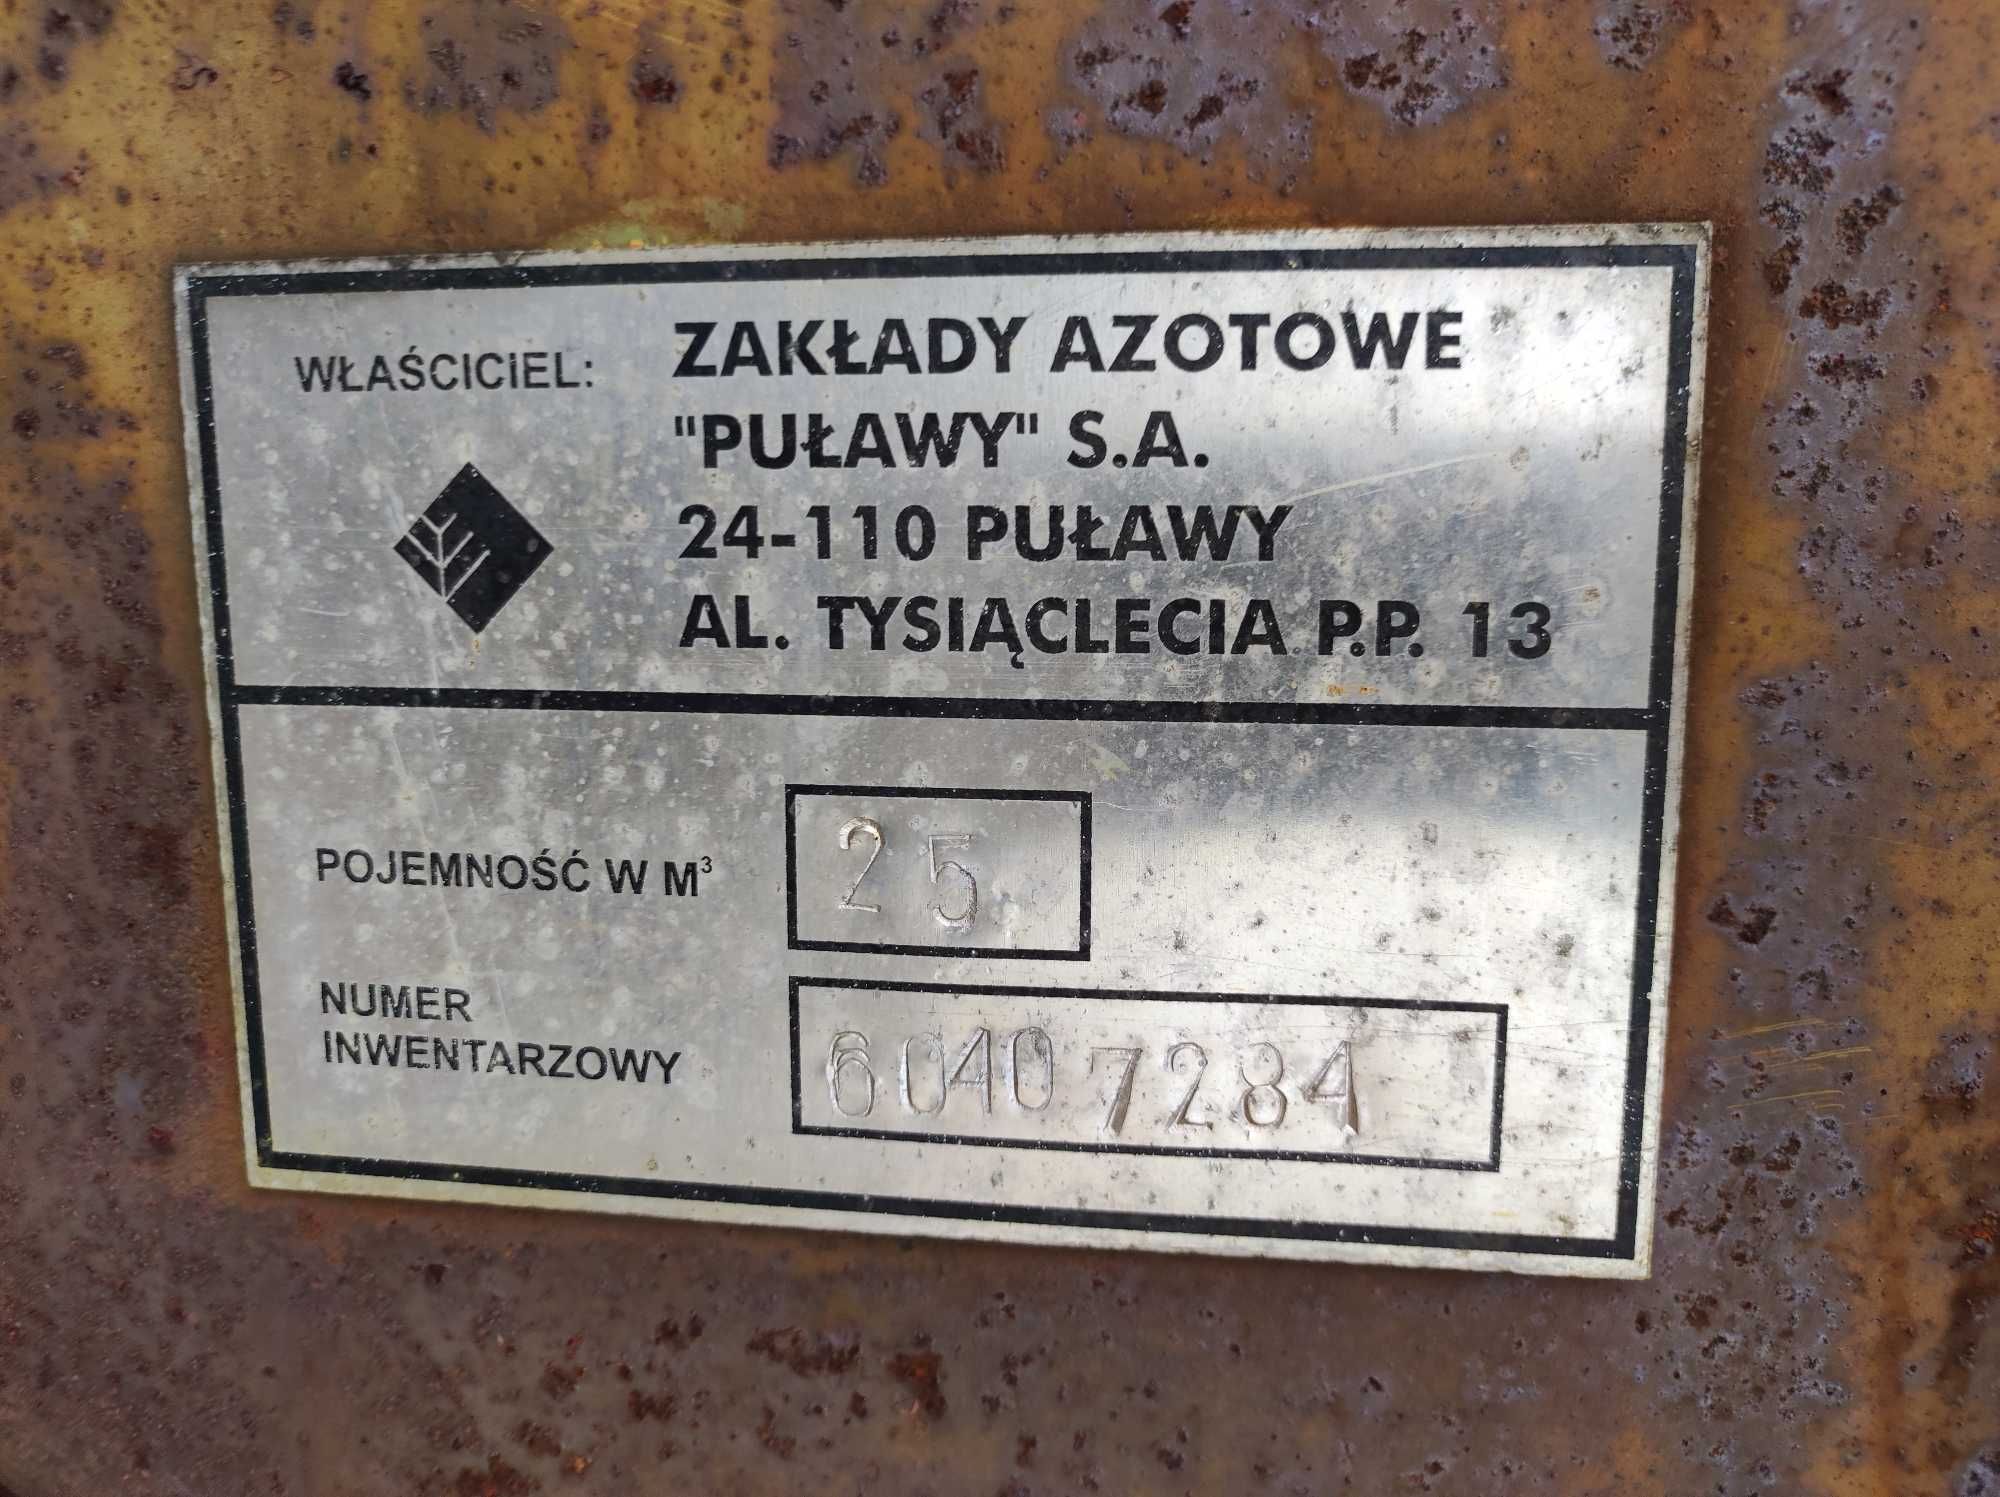 WŁAŚCICIEL: ZAKŁADY AZOTOWE
"PUŁAWY" S.A.
24-110 PUŁAWY
AL. TYSIĄCLECIA P.P. 13
POJEMNOŚĆ W M³ 25
NUMER
INWENTARZOWY 60407284